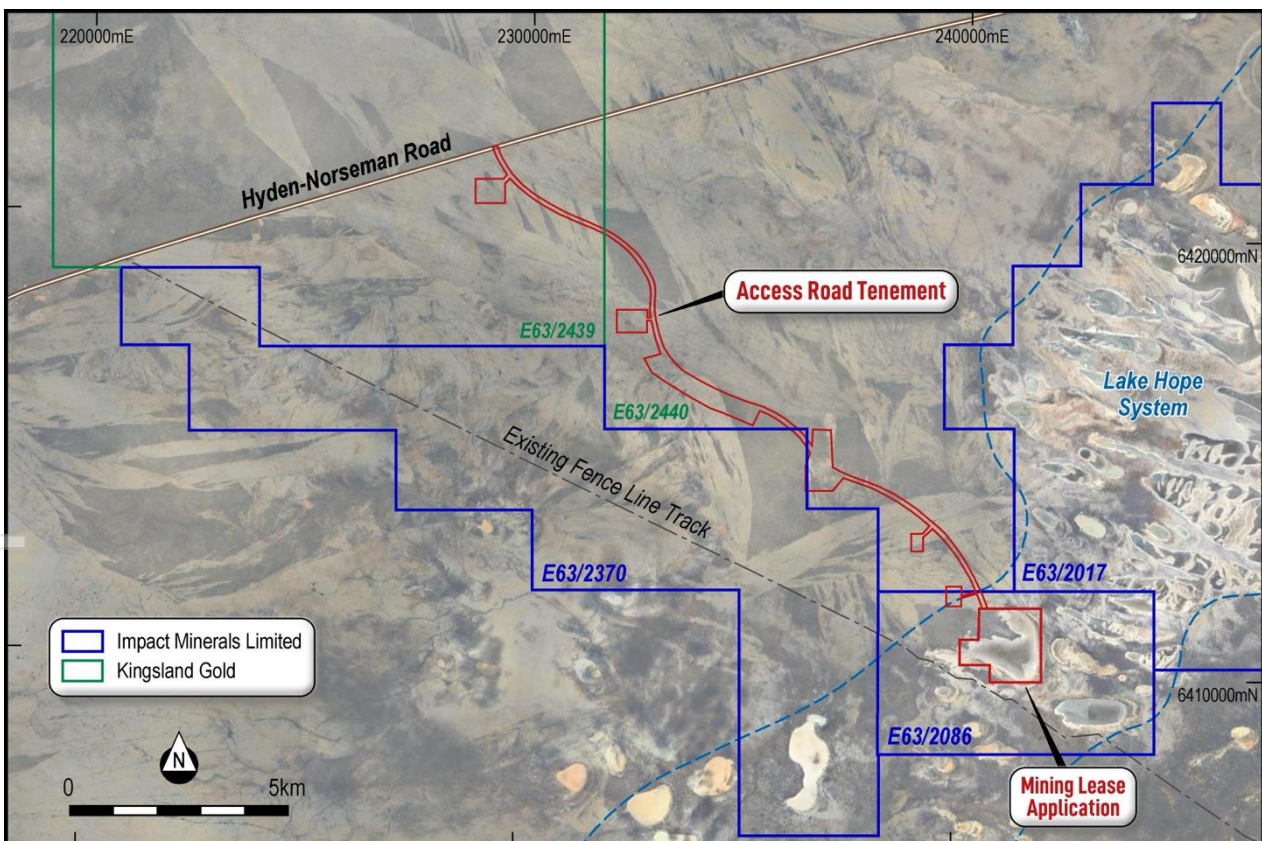 220000mE
230000mE
240000mE
Hyden-Norseman Road
6420000mN
Access Road Tenement
E63/2439
Lake Hope
System
E63/2440
Existing Fence Line Track
E63/2370
E63/2017
Impact Minerals Limited
Kingsland Gold
6410000mN
E63/2086
N
0
5km
Mining Lease
Application